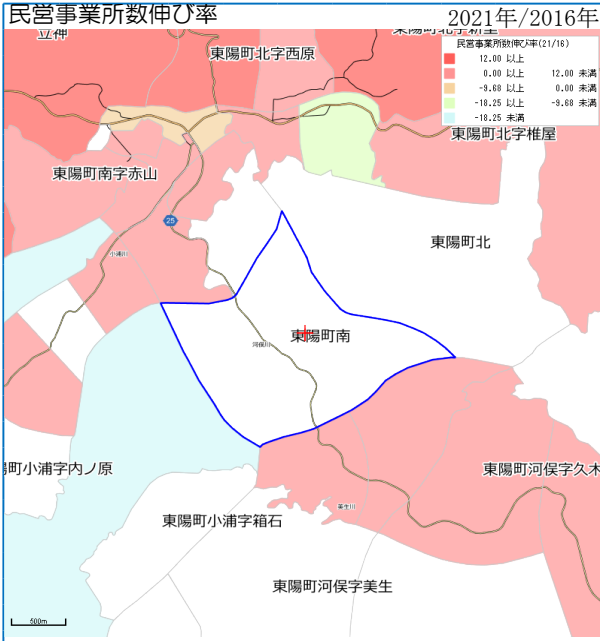 民営事業所数伸び率
2021年/2016年
立神
東陽町北字新屋
東陽町北字西原
民営事業所数伸び率(21/16)
12.00 以上
0.00 以上 12.00 未満
-9.68 以上 0.00 未満
-18.25 以上 -9.68 未満
-18.25 未満
東陽町北字椎屋
東陽町南字赤山
25
東陽町北
小浦川
東陽町南
河俣川
陽町小浦字内ノ原
東陽町河俣字久木
美生川
東陽町小浦字箱石
東陽町河俣字美生
500m